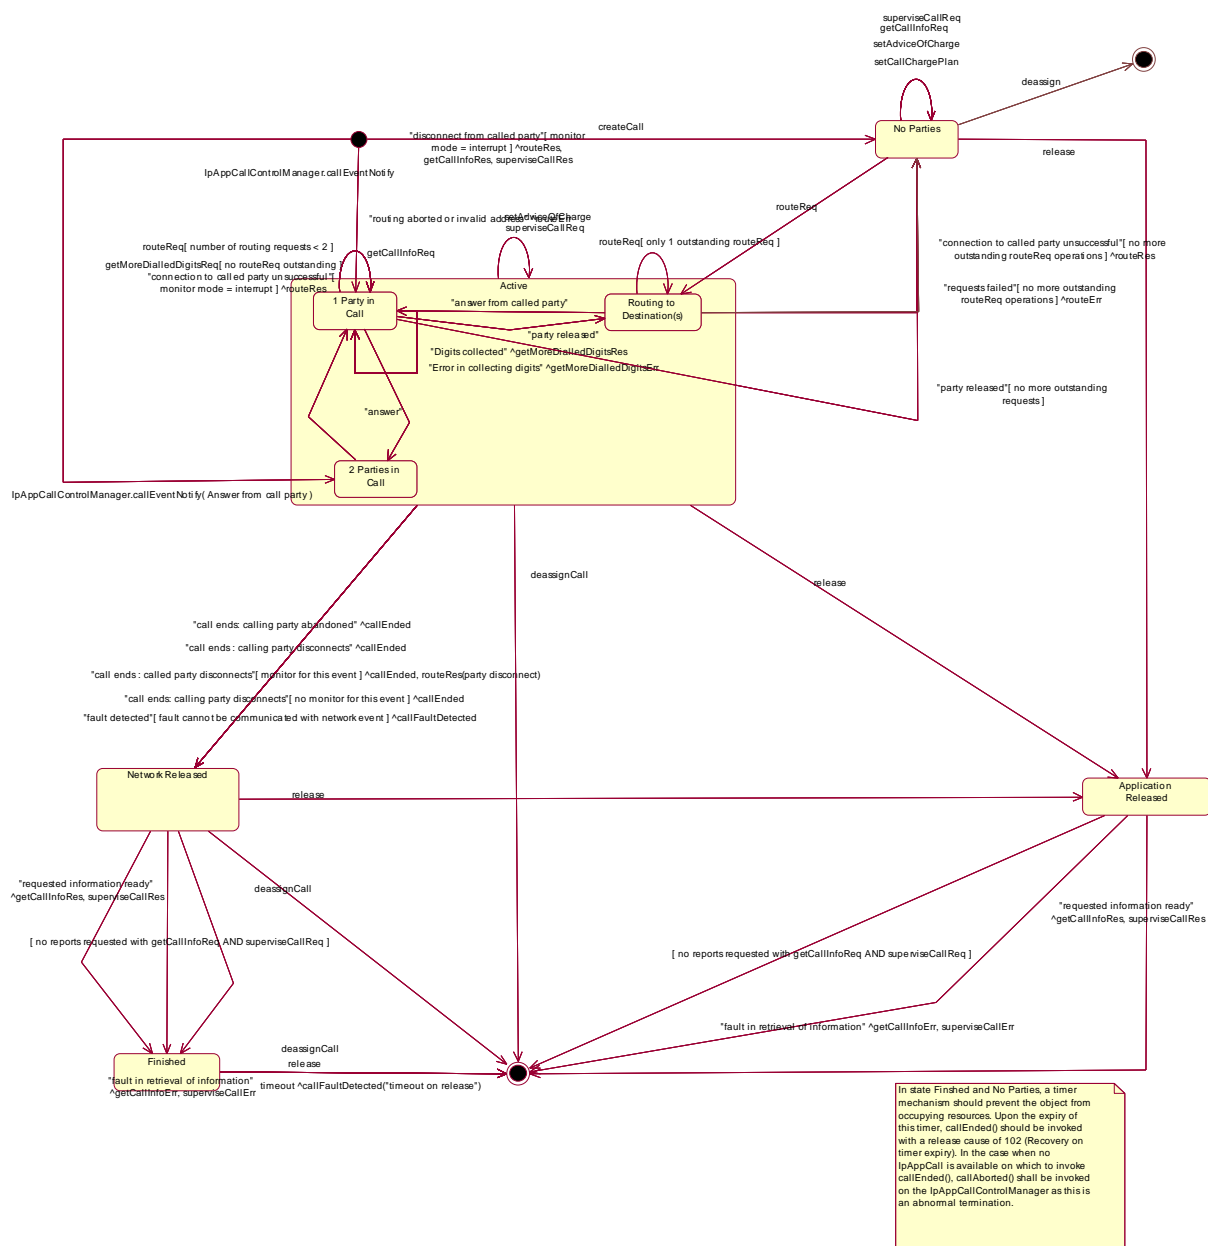 superviseCallReq
getCallInfoReq
setAdviceOfCharge
setCallChargePlan
deassign
No Parties
createCall
"disconnect from called party"[ monitor
mode = interrupt ] ^routeRes,
getCallInfoRes, superviseCallRes
release
IpAppCallControlManager.callEventNotify
routeReq
"routing aborted or invalid address" ^routeErr
setAdviceOfCharge
superviseCallReq
routeReq[ number of routing requests < 2 ]
getCallInfoReq
routeReq[ only 1 outstanding routeReq ]
"connection to called party unsuccessful"[ no more
outstanding routeReq operations ] ^routeRes
getMoreDialledDigitsReq[ no routeReq outstanding ]
"connection to called party unsuccessful"[
monitor mode = interrupt ] ^routeRes
Active
"requests failed"[ no more outstanding
routeReq operations ] ^routeErr
1 Party in
Call
"answer from called party"
Routing to
Destination(s)
"party released"
"Digits collected" ^getMoreDialledDigitsRes
"Error in collecting digits" ^getMoreDialledDigitsErr
"party released"[ no more outstanding
requests ]
"answer"
2 Parties in
Call
IpAppCallControlManager.callEventNotify( Answer from call party )
deassignCall
release
"call ends: calling party abandoned" ^callEnded
"call ends : calling party disconnects" ^callEnded
"call ends : called party disconnects"[ monitor for this event ] ^callEnded, routeRes(party disconnect)
"call ends: calling party disconnects"[ no monitor for this event ] ^callEnded
"fault detected"[ fault cannot be communicated with network event ] ^callFaultDetected
Network Released
release
Application
Released
"requested information ready"
^getCallInfoRes, superviseCallRes
deassignCall
"requested information ready"
^getCallInfoRes, superviseCallRes
[ no reports requested with getCallInfoReq AND superviseCallReq ]
[ no reports requested with getCallInfoReq AND superviseCallReq ]
"fault in retrieval of information" ^getCallInfoErr, superviseCallErr
Finished
deassignCall
release
"fault in retrieval of information"
^getCallInfoErr, superviseCallErr
timeout ^callFaultDetected("timeout on release")
In state Finshed and No Parties, a timer
mechanism should prevent the object from
occupying resources. Upon the expiry of
this timer, callEnded() should be invoked
with a release cause of 102 (Recovery on
timer expiry). In the case when no
IpAppCall is available on which to invoke
callEnded(), callAborted() shall be invoked
on the IpAppCallControlManager as this is
an abnormal termination.